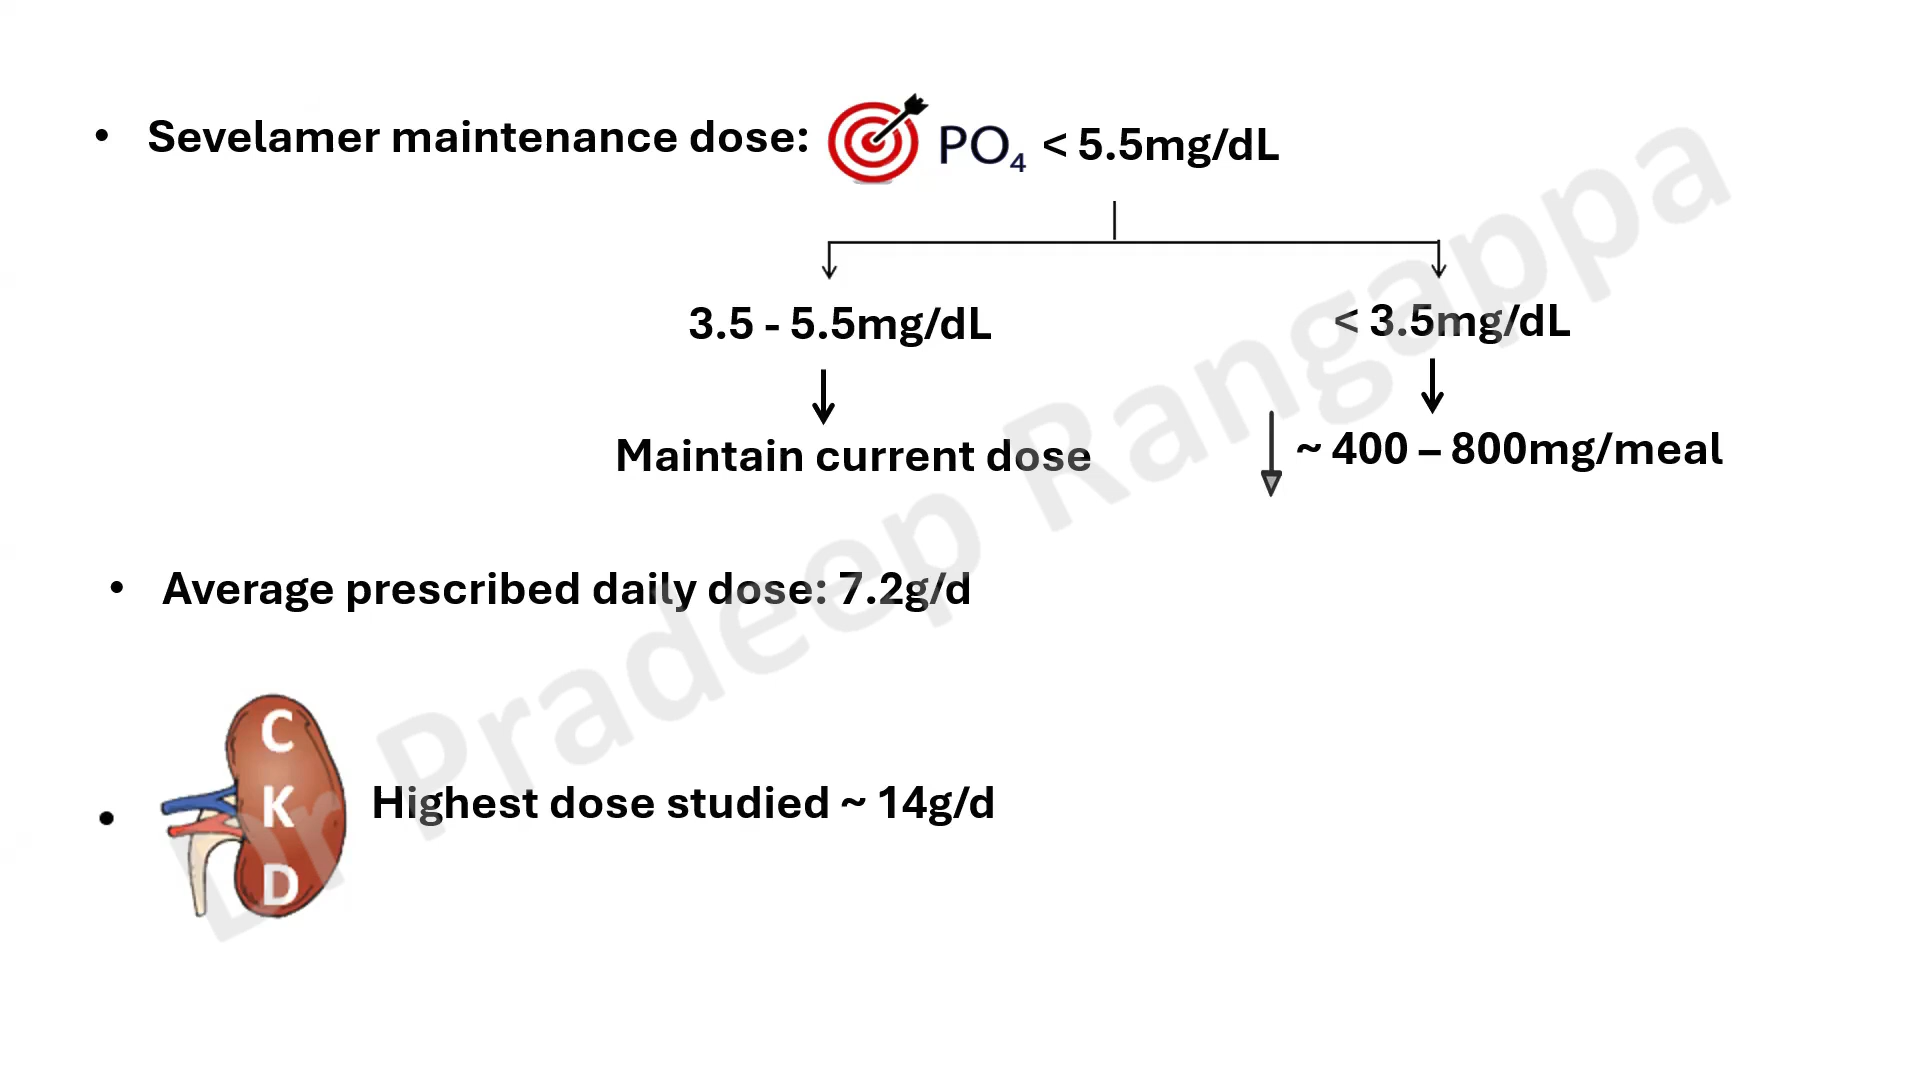 • Sevelamer maintenance dose: PO₄ < 5.5mg/dL
3.5 - 5.5mg/dL
< 3.5mg/dL
Maintain current dose
~ 400 – 800mg/meal
• Average prescribed daily dose: 7.2g/d
C
K
D
• Highest dose studied ~ 14g/d
Dr Pradeep Rangappa